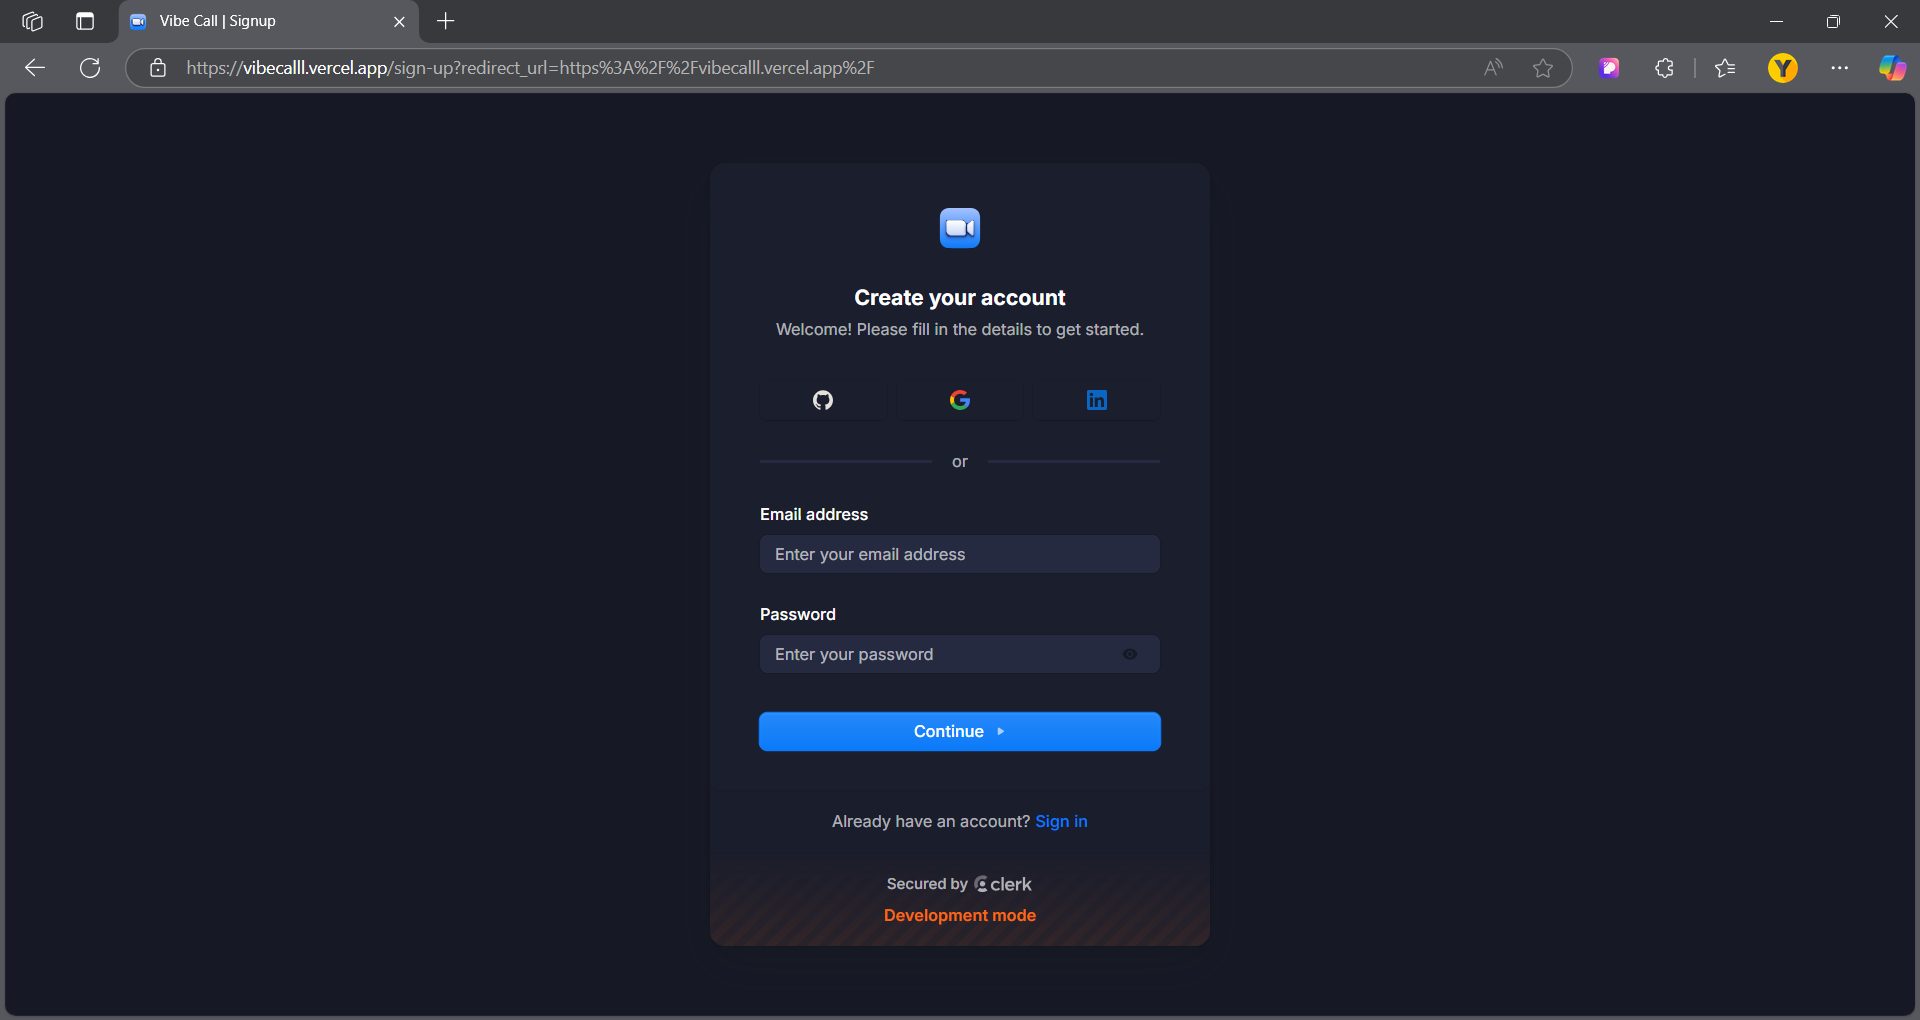 Vibe Call | Signup
https://vibecalll.vercel.app/sign-up?redirect_url=https%3A%2F%2Fvibecalll.vercel.app%2F
Y
Create your account
Welcome! Please fill in the details to get started.
or
Email address
Enter your email address
Password
Enter your password
Continue
Already have an account? Sign in
Secured by clerk
Development mode